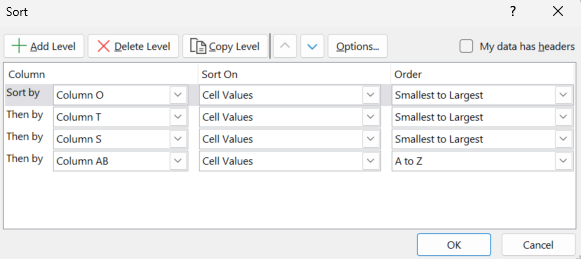 Sort ? ×
Add Level Delete Level Copy Level Options... My data has headers
Column Sort On Order
Sort by Column O Cell Values Smallest to Largest
Then by Column T Cell Values Smallest to Largest
Then by Column S Cell Values Smallest to Largest
Then by Column AB Cell Values A to Z
OK Cancel